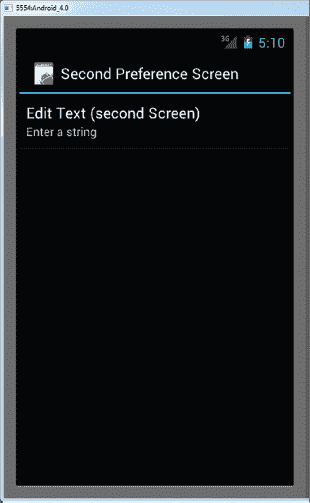 5554:Android_4.0
3G 5:10
Second Preference Screen
Edit Text (second Screen)
Enter a string